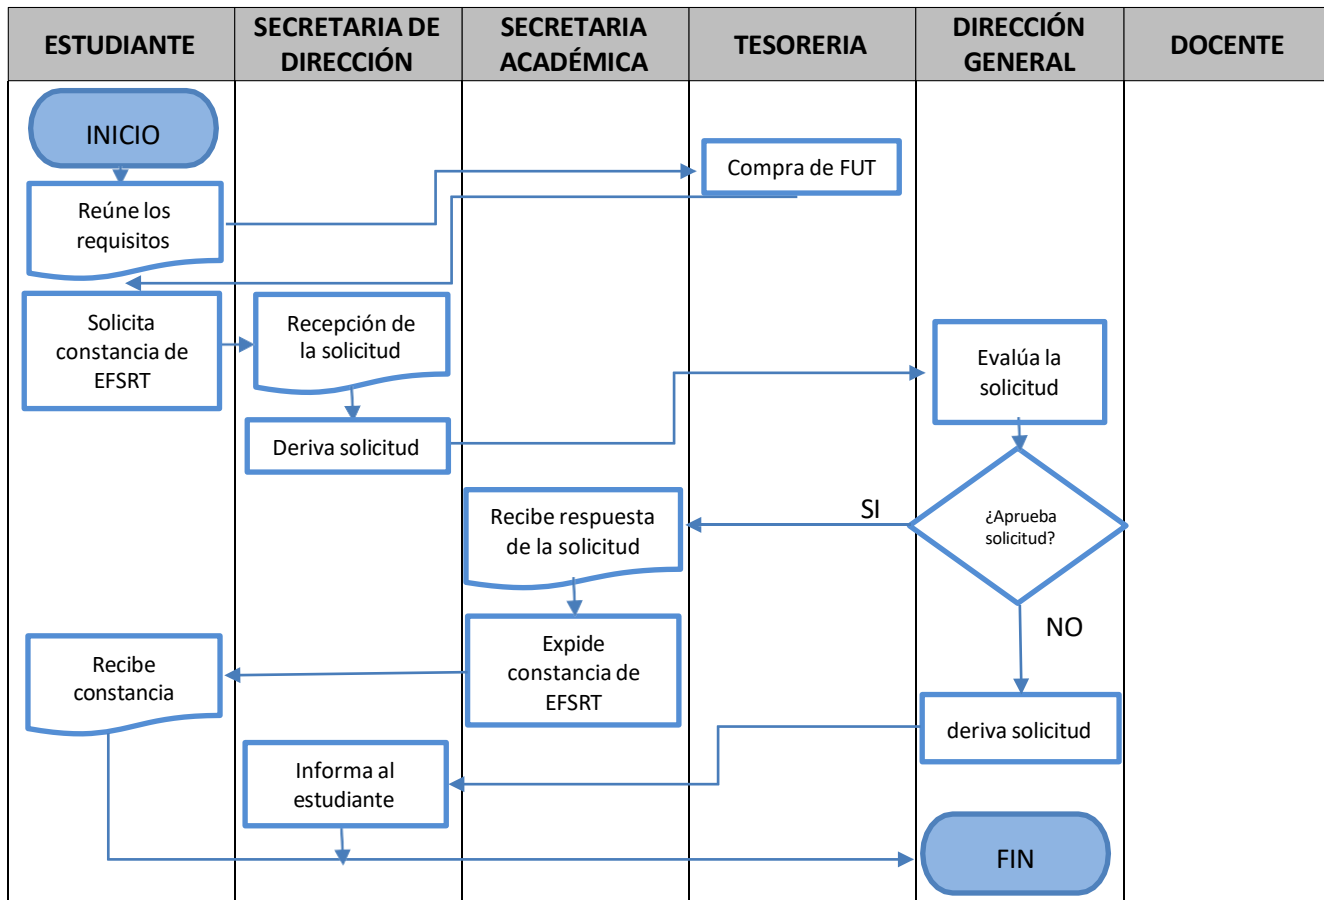 ESTUDIANTE
SECRETARIA DE
DIRECCIÓN
SECRETARIA
ACADÉMICA
TESORERIA
DIRECCIÓN
GENERAL
DOCENTE
INICIO
Compra de FUT
Reúne los
requisitos
Solicita
constancia de
EFSRT
Recepción de
la solicitud
Evalúa la
solicitud
Deriva solicitud
¿Aprueba
solicitud?
SI
Recibe respuesta
de la solicitud
NO
Expide
constancia de
EFSRT
Recibe
constancia
deriva solicitud
Informa al
estudiante
FIN